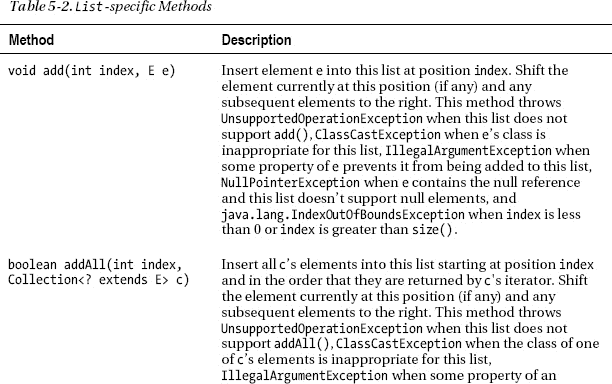 Table 5-2. List-specific Methods
Method Description
void add(int index, E e) Insert element e into this list at position index. Shift the
element currently at this position (if any) and any
subsequent elements to the right. This method throws
UnsupportedOperationException when this list does not
support add(), ClassCastException when e's class is
inappropriate for this list, IllegalArgumentException when
some property of e prevents it from being added to this list,
NullPointerException when e contains the null reference
and this list doesn't support null elements, and
java.lang.IndexOutOfBoundsException when index is less
than 0 or index is greater than size().
boolean addAll(int index, Insert all c's elements into this list starting at position index
Collection<? extends E> c) and in the order that they are returned by c's iterator. Shift
the element currently at this position (if any) and any
subsequent elements to the right. This method throws
UnsupportedOperationException when this list does not
support addAll(), ClassCastException when the class of one
of c's elements is inappropriate for this list,
IllegalArgumentException when some property of an